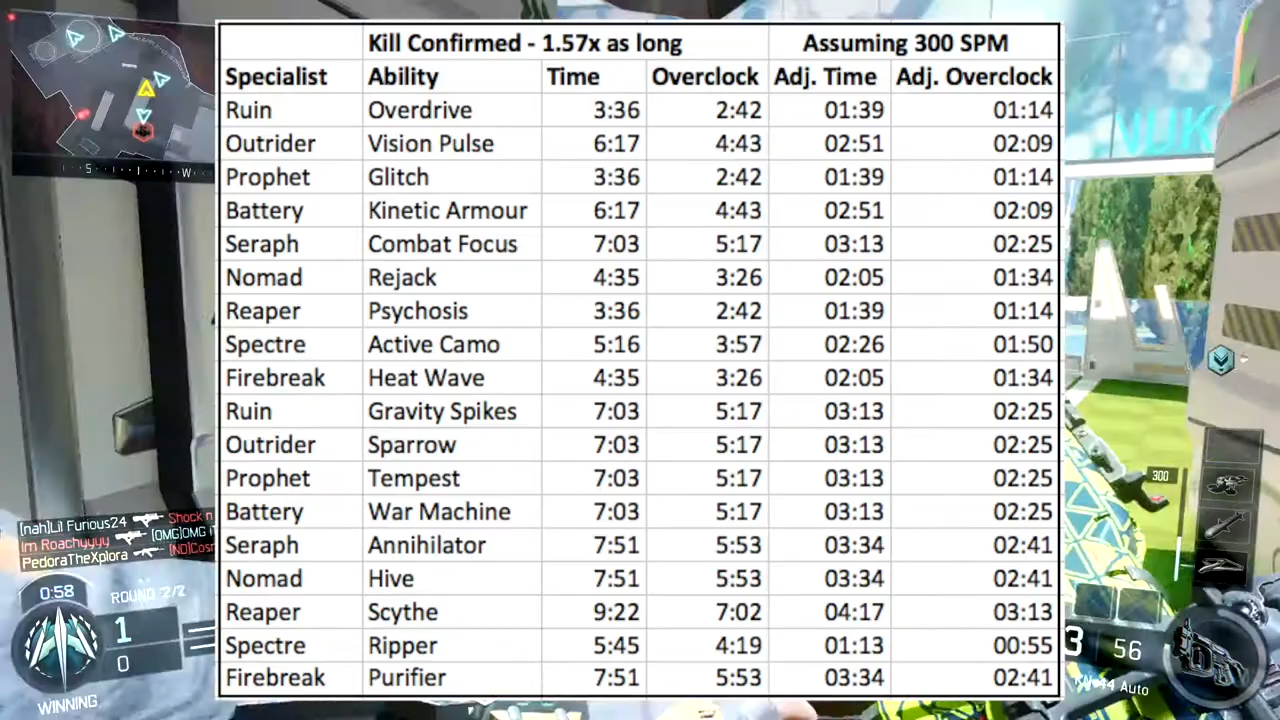 Kill Confirmed - 1.57x as long Assuming 300 SPM
Specialist Ability Time Overclock Adj. Time Adj. Overclock
Ruin Overdrive 3:36 2:42 01:39 01:14
Outrider Vision Pulse 6:17 4:43 02:51 02:09
Prophet Glitch 3:36 2:42 01:39 01:14
Battery Kinetic Armour 6:17 4:43 02:51 02:09
Seraph Combat Focus 7:03 5:17 03:13 02:25
Nomad Rejack 4:35 3:26 02:05 01:34
Reaper Psychosis 3:36 2:42 01:39 01:14
Spectre Active Camo 5:16 3:57 02:26 01:50
Firebreak Heat Wave 4:35 3:26 02:05 01:34
Ruin Gravity Spikes 7:03 5:17 03:13 02:25
Outrider Sparrow 7:03 5:17 03:13 02:25
Prophet Tempest 7:03 5:17 03:13 02:25
Battery War Machine 7:03 5:17 03:13 02:25
Seraph Annihilator 7:51 5:53 03:34 02:41
Nomad Hive 7:51 5:53 03:34 02:41
Reaper Scythe 9:22 7:02 04:17 03:13
Spectre Ripper 5:45 4:19 01:13 00:55
Firebreak Purifier 7:51 5:53 03:34 02:41
S W
NUK
300
[nah]Lil Furious24 Shock n
Im Roachyyyy [OMG]OMG
PedoraTheXplora [ND]Cosm
0:58 ROUND 2/2
1
0
WINNING
3 56
KN-44 Auto